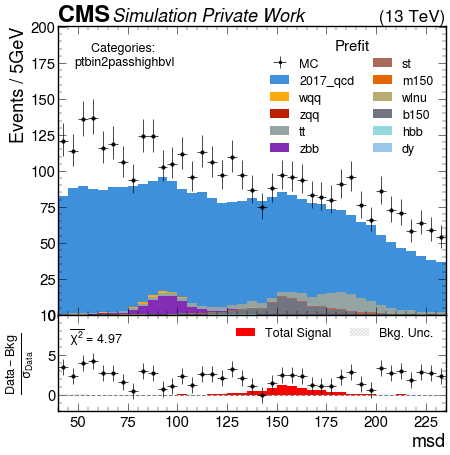 CMS Simulation Private Work (13 TeV)
Categories:
ptbin2passhighbvl
Prefit
MC
2017_qcd
wqq
zqq
tt
zbb
st
m150
wlnu
b150
hbb
dy
Events / 5GeV
200
175
150
125
100
75
50
25
0
10
χ² = 4.97
Total Signal
Bkg. Unc.
Data − Bkg
σData
5
0
50 75 100 125 150 175 200 225
msd